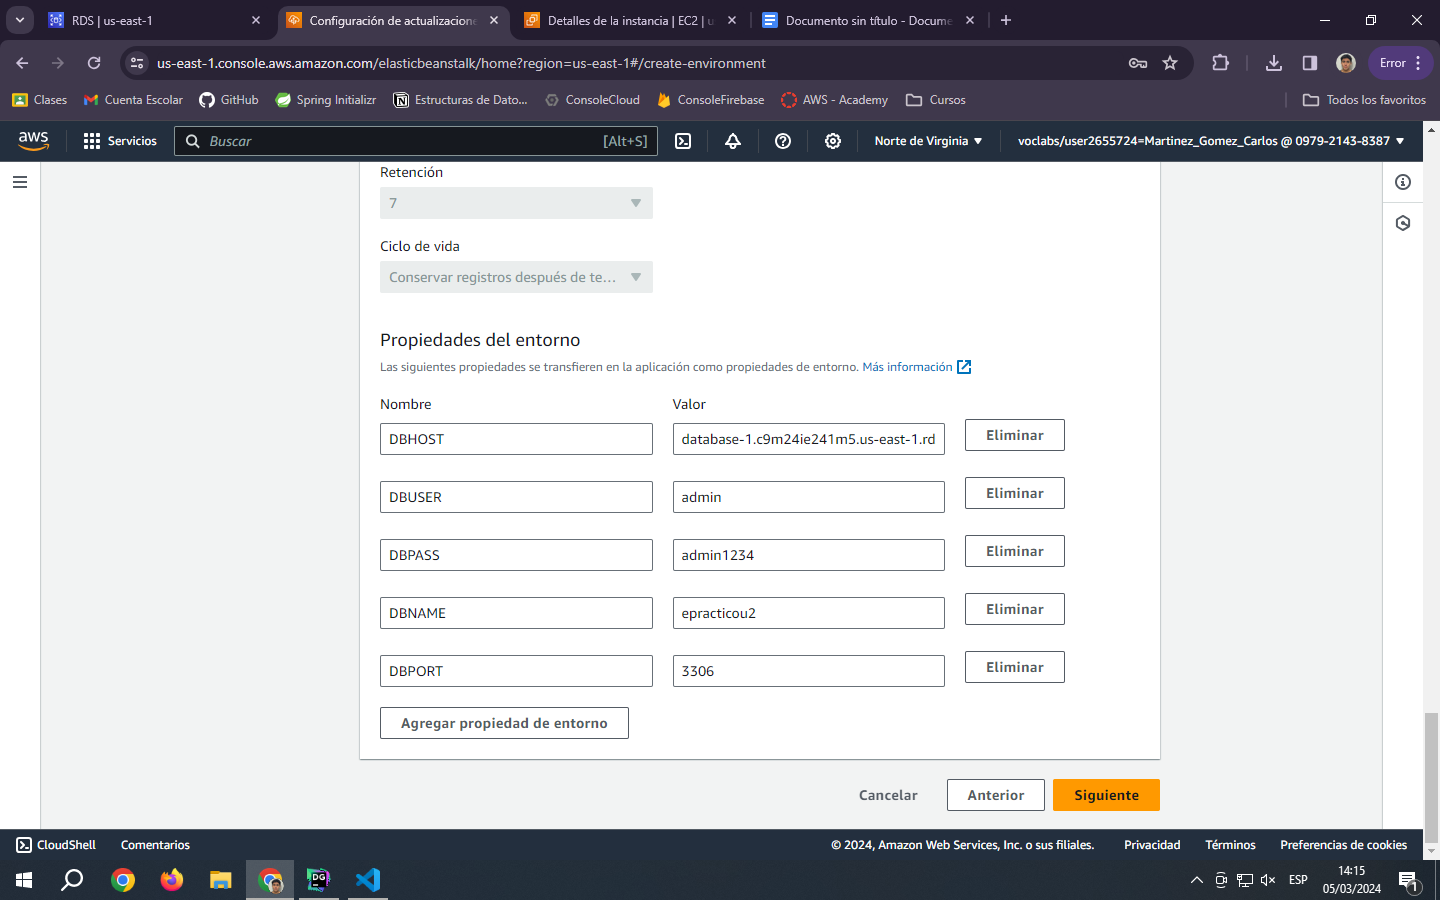 RDS | us-east-1
Configuración de actualizacione
Detalles de la instancia | EC2 | u
Documento sin título - Docume
us-east-1.console.aws.amazon.com/elasticbeanstalk/home?region=us-east-1#/create-environment
Error
Clases
Cuenta Escolar
GitHub
Spring Initializr
Estructuras de Dato...
ConsoleCloud
ConsoleFirebase
AWS - Academy
Cursos
Todos los favoritos
aws
Servicios
Buscar
[Alt+S]
Norte de Virginia
voclabs/user2655724=Martinez_Gomez_Carlos @ 0979-2143-8387
Retención
7
Ciclo de vida
Conservar registros después de te...
Propiedades del entorno
Las siguientes propiedades se transfieren en la aplicación como propiedades de entorno. Más información
Nombre
Valor
DBHOST
database-1.c9m24ie241m5.us-east-1.rd
Eliminar
DBUSER
admin
Eliminar
DBPASS
admin1234
Eliminar
DBNAME
epracticou2
Eliminar
DBPORT
3306
Eliminar
Agregar propiedad de entorno
Cancelar
Anterior
Siguiente
CloudShell
Comentarios
© 2024, Amazon Web Services, Inc. o sus filiales.
Privacidad
Términos
Preferencias de cookies
DG
ESP
14:15
05/03/2024
1